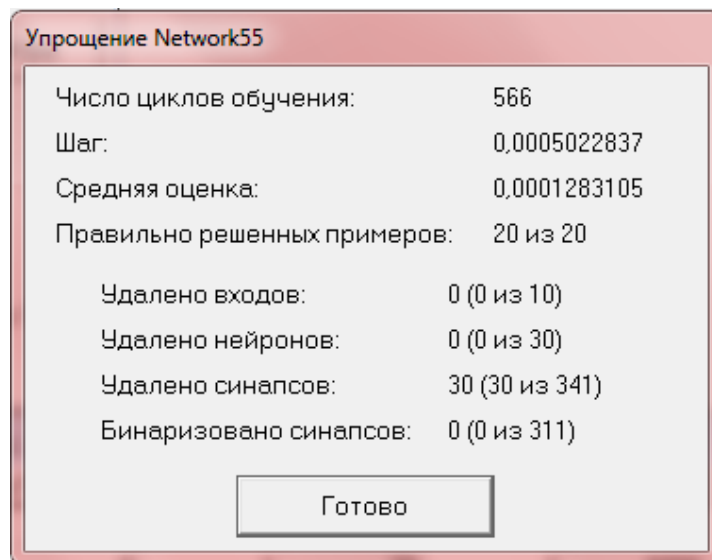 Упрощение Network55
Число циклов обучения: 566
Шаг: 0,0005022837
Средняя оценка: 0,0001283105
Правильно решенных примеров: 20 из 20
Удалено входов: 0 (0 из 10)
Удалено нейронов: 0 (0 из 30)
Удалено синапсов: 30 (30 из 341)
Бинаризовано синапсов: 0 (0 из 311)
Готово